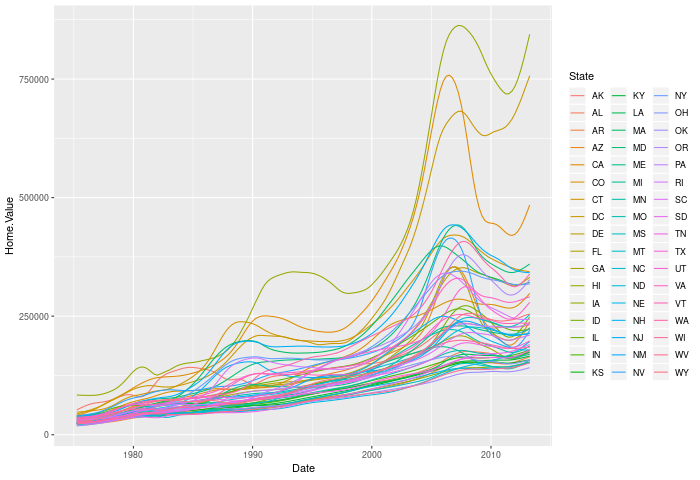 Home.Value
750000
500000
250000
0
1980
1990
2000
2010
Date
State
AK KY NY
AL LA OH
AR MA OK
AZ MD OR
CA ME PA
CO MI RI
CT MN SC
DC MO SD
DE MS TN
FL MT TX
GA NC UT
HI ND VA
IA NE VT
ID NH WA
IL NJ WI
IN NM WV
KS NV WY